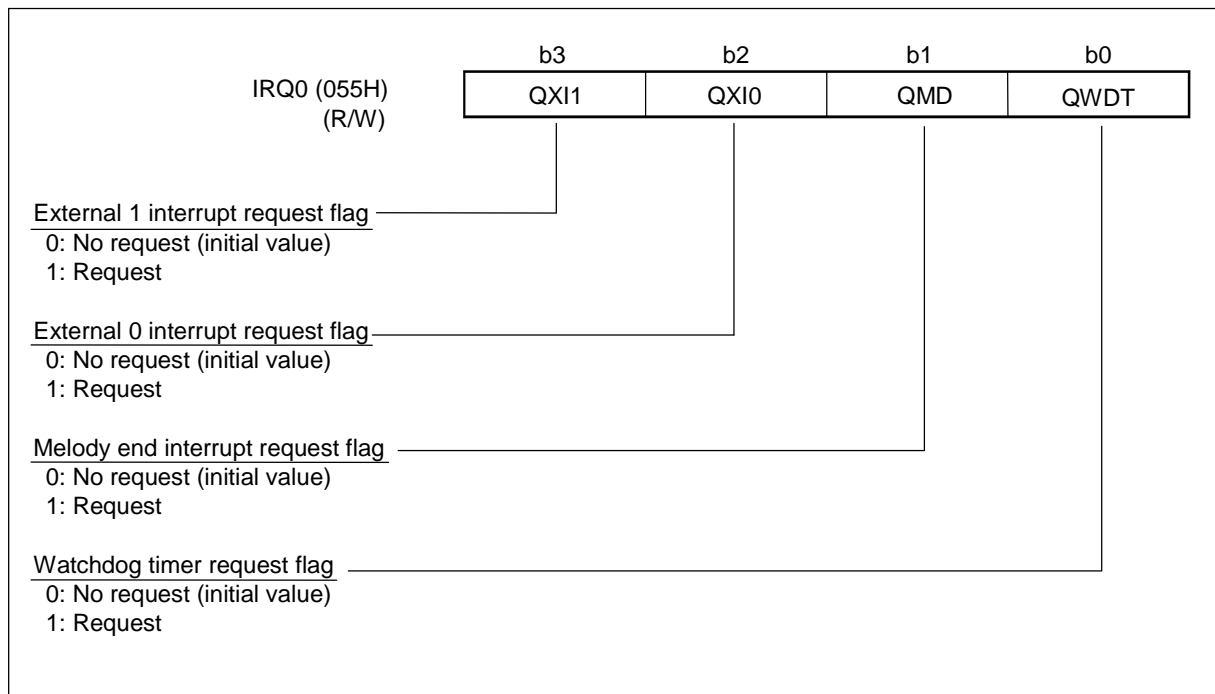 b3 b2 b1 b0
IRQ0 (055H) QXI1 QXI0 QMD QWDT
(R/W)
External 1 interrupt request flag
0: No request (initial value)
1: Request
External 0 interrupt request flag
0: No request (initial value)
1: Request
Melody end interrupt request flag
0: No request (initial value)
1: Request
Watchdog timer request flag
0: No request (initial value)
1: Request